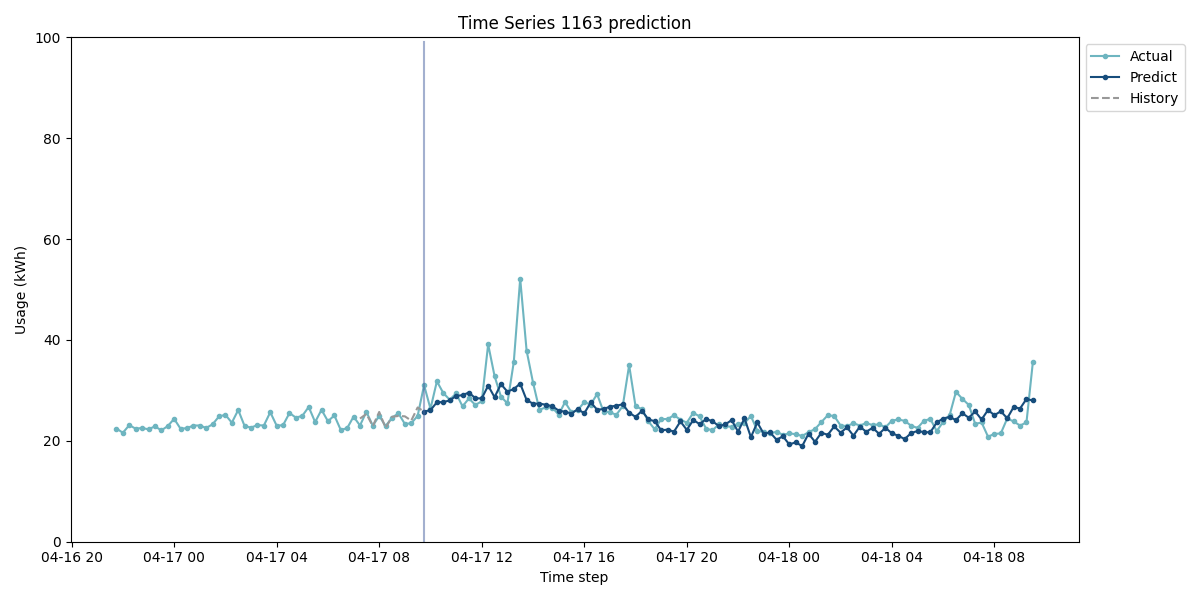 Time Series 1163 prediction
Actual
Predict
History
100
80
60
40
20
0
Usage (kWh)
04-16 20
04-17 00
04-17 04
04-17 08
04-17 12
04-17 16
04-17 20
04-18 00
04-18 04
04-18 08
Time step